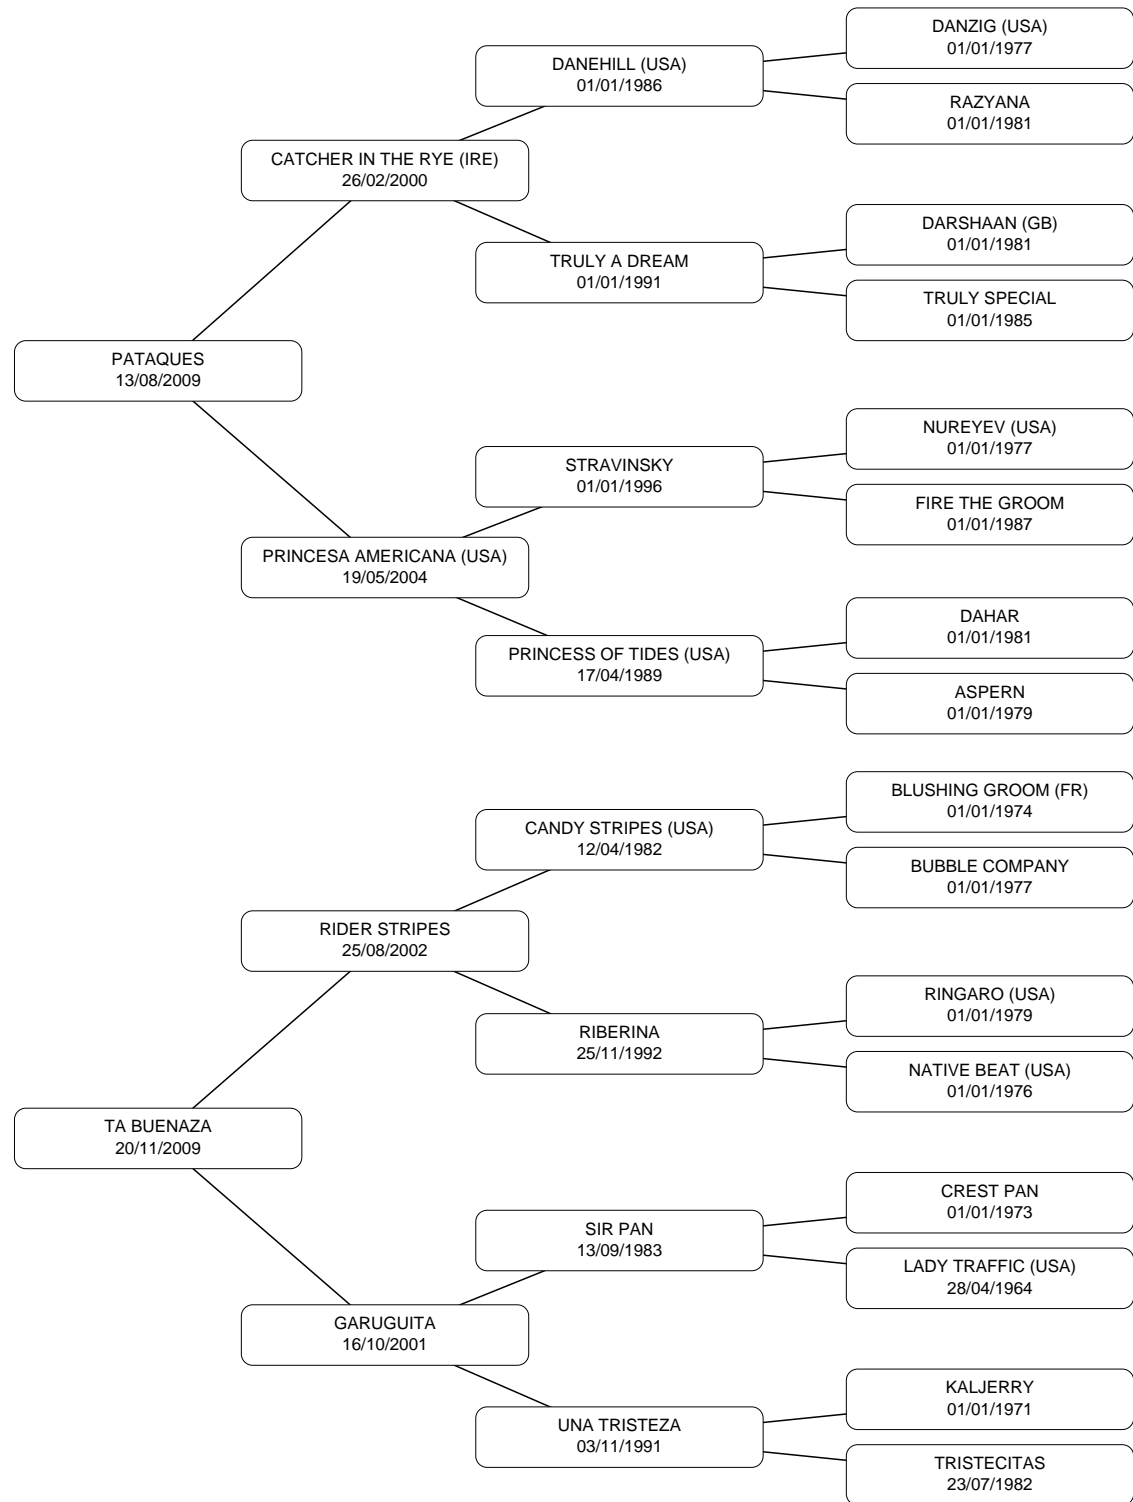 DANZIG (USA)
01/01/1977
DANEHILL (USA)
01/01/1986
RAZYANA
01/01/1981
CATCHER IN THE RYE (IRE)
26/02/2000
DARSHAAN (GB)
01/01/1981
TRULY A DREAM
01/01/1991
TRULY SPECIAL
01/01/1985
PATAQUES
13/08/2009
NUREYEV (USA)
01/01/1977
STRAVINSKY
01/01/1996
FIRE THE GROOM
01/01/1987
PRINCESA AMERICANA (USA)
19/05/2004
DAHAR
01/01/1981
PRINCESS OF TIDES (USA)
17/04/1989
ASPERN
01/01/1979
BLUSHING GROOM (FR)
01/01/1974
CANDY STRIPES (USA)
12/04/1982
BUBBLE COMPANY
01/01/1977
RIDER STRIPES
25/08/2002
RINGARO (USA)
01/01/1979
RIBERINA
25/11/1992
NATIVE BEAT (USA)
01/01/1976
TA BUENAZA
20/11/2009
CREST PAN
01/01/1973
SIR PAN
13/09/1983
LADY TRAFFIC (USA)
28/04/1964
GARUGUITA
16/10/2001
KALJERRY
01/01/1971
UNA TRISTEZA
03/11/1991
TRISTECITAS
23/07/1982